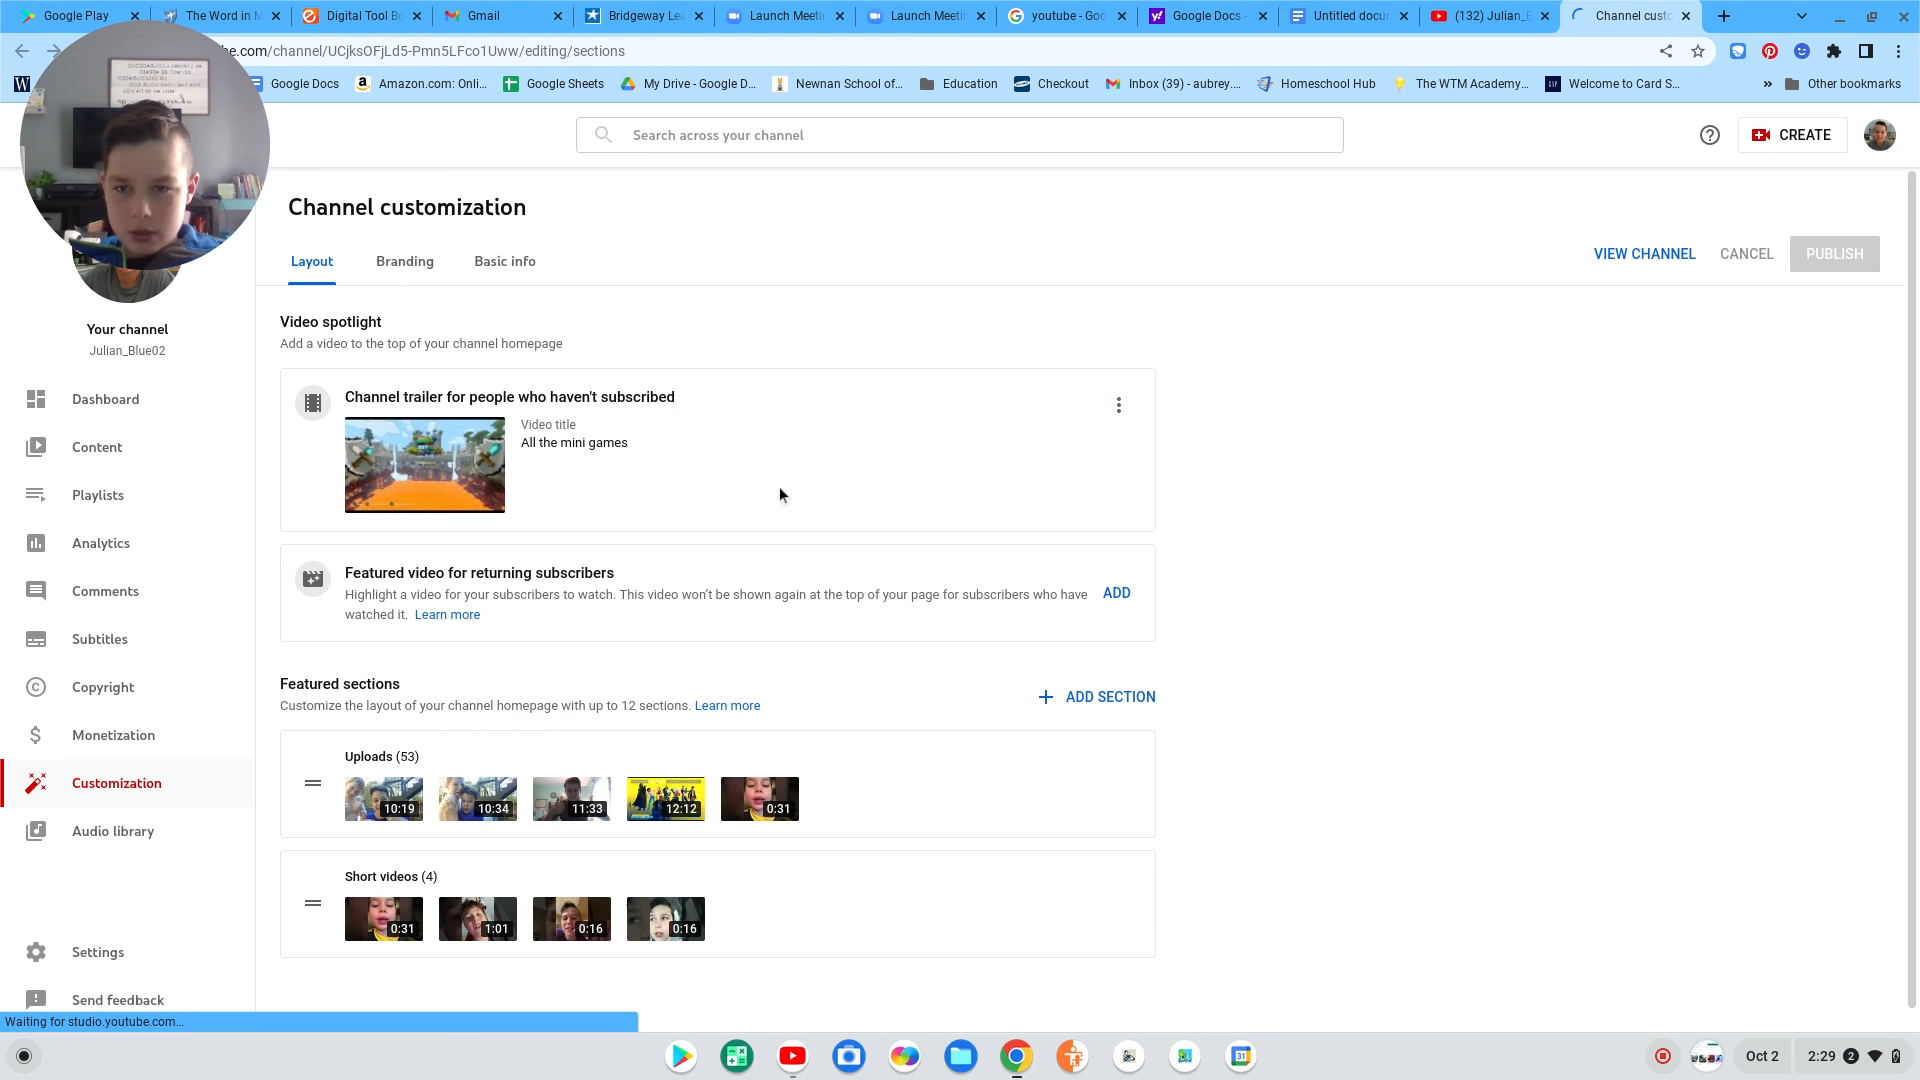 Google Play
The Word in M
Digital Tool Bo
Gmail
Bridgeway Lea
Launch Meetin
Launch Meetin
youtube - Goo
Google Docs -
Untitled docum
(132) Julian_B
Channel custo
be.com/channel/UCjksOFjLd5-Pmn5LFco1Uww/editing/sections
W
Google Docs
Amazon.com: Onli...
Google Sheets
My Drive - Google D...
Newnan School of...
Education
Checkout
Inbox (39) - aubrey....
Homeschool Hub
The WTM Academy...
Welcome to Card S...
»
Other bookmarks
Search across your channel
CREATE
Channel customization
Layout
Branding
Basic info
VIEW CHANNEL
CANCEL
PUBLISH
Your channel
Julian_Blue02
Dashboard
Content
Playlists
Analytics
Comments
Subtitles
Copyright
Monetization
Customization
Audio library
Settings
Send feedback
Video spotlight
Add a video to the top of your channel homepage
Channel trailer for people who haven't subscribed
Video title
All the mini games
Featured video for returning subscribers
Highlight a video for your subscribers to watch. This video won't be shown again at the top of your page for subscribers who have
watched it. Learn more
ADD
Featured sections
Customize the layout of your channel homepage with up to 12 sections. Learn more
ADD SECTION
Uploads (53)
10:19
10:34
11:33
12:12
0:31
Short videos (4)
0:31
1:01
0:16
0:16
Waiting for studio.youtube.com...
31
Oct 2
2:29
2